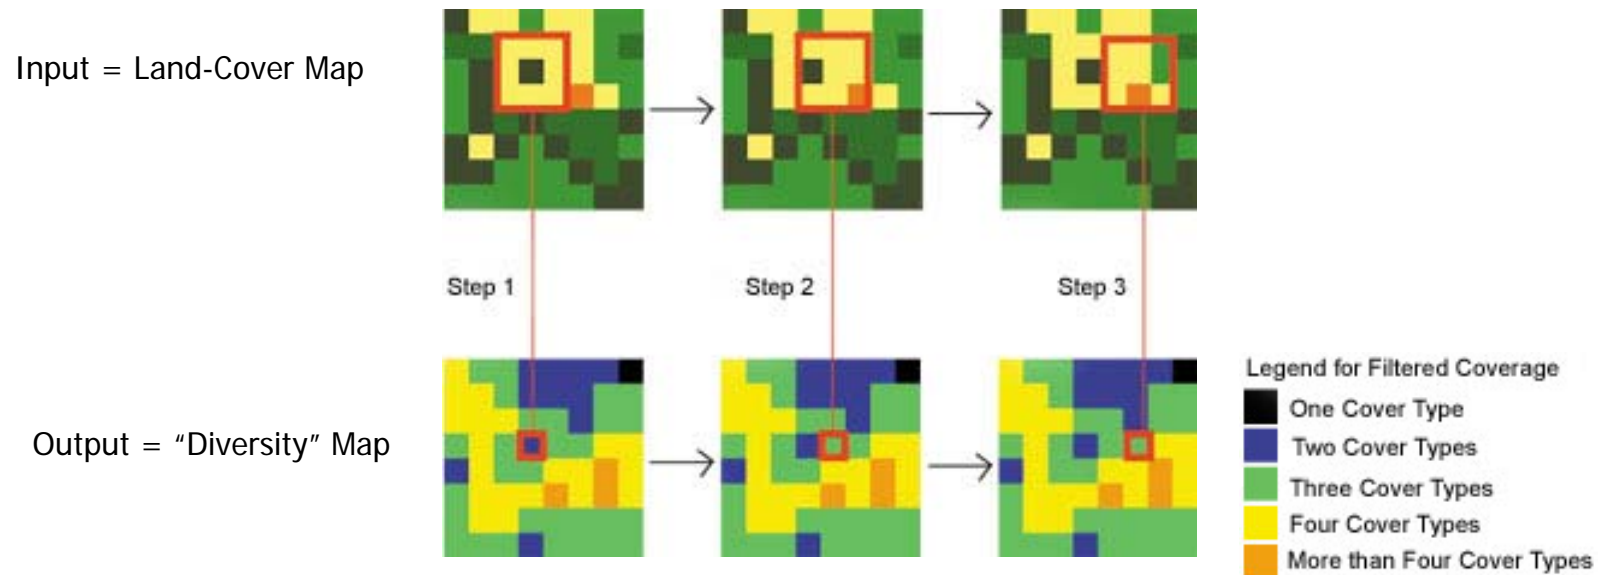 Input = Land-Cover Map
Step 1
Step 2
Step 3
Output = “Diversity” Map
Legend for Filtered Coverage
One Cover Type
Two Cover Types
Three Cover Types
Four Cover Types
More than Four Cover Types